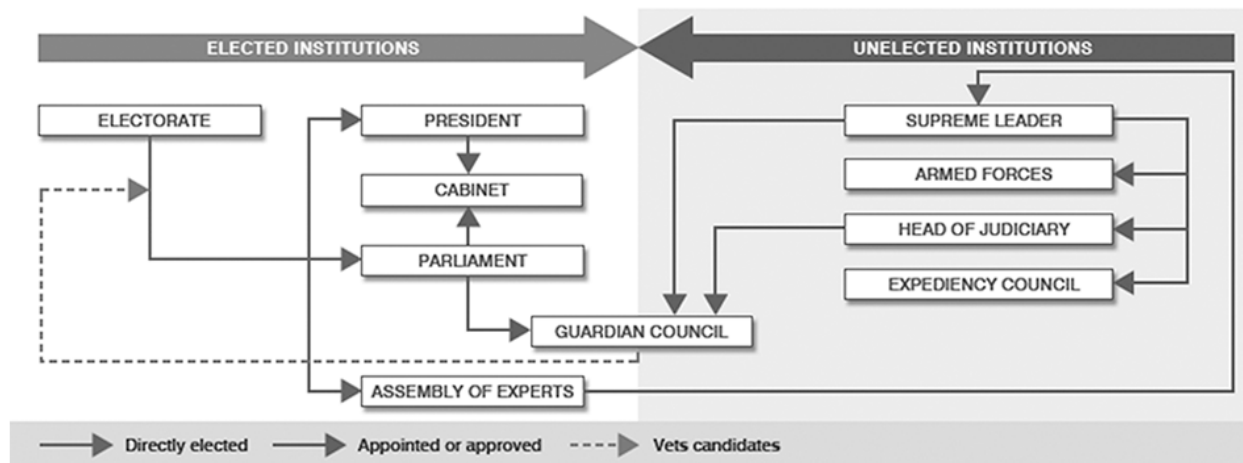 ELECTED INSTITUTIONS
UNELECTED INSTITUTIONS
ELECTORATE
PRESIDENT
SUPREME LEADER
CABINET
ARMED FORCES
PARLIAMENT
HEAD OF JUDICIARY
EXPEDIENCY COUNCIL
GUARDIAN COUNCIL
ASSEMBLY OF EXPERTS
Directly elected
Appointed or approved
Vets candidates